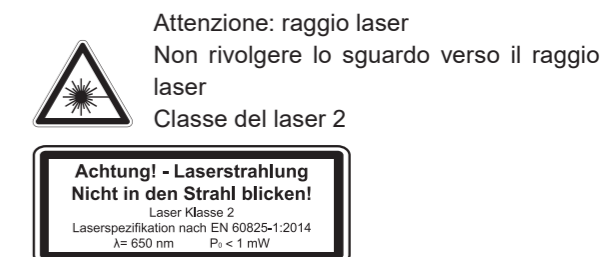 Attenzione: raggio laser
Non rivolgere lo sguardo verso il raggio
laser
Classe del laser 2
Achtung! - Laserstrahlung
Nicht in den Strahl blicken!
Laser Klasse 2
Laserspezifikation nach EN 60825-1:2014
λ= 650 nm P₀ < 1 mW